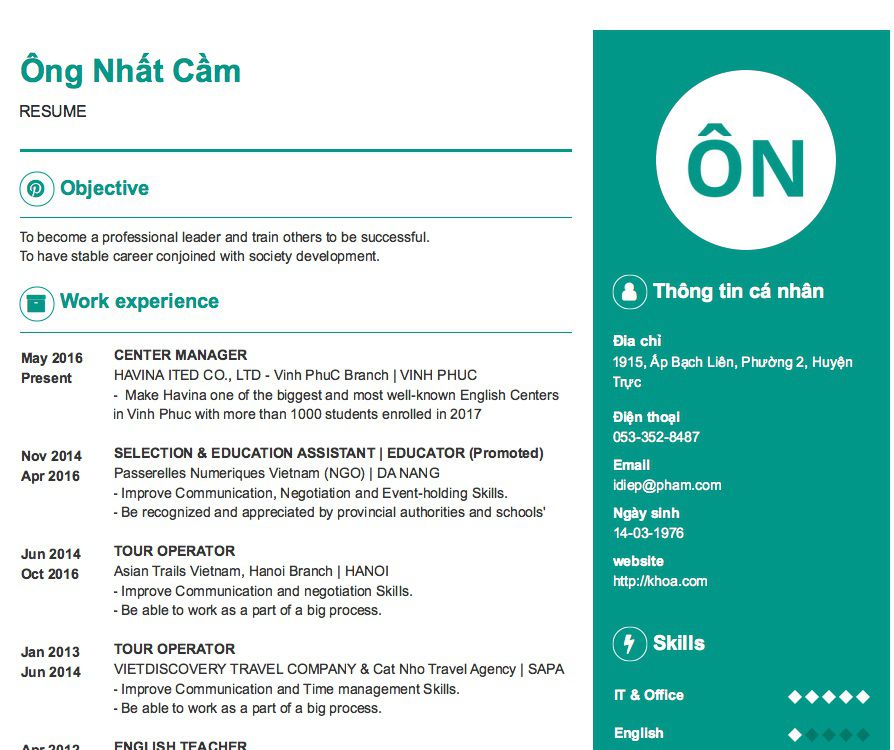 Ông Nhất Cầm
RESUME
Objective
To become a professional leader and train others to be successful.
To have stable career conjoined with society development.
Work experience
May 2016
Present
CENTER MANAGER
HAVINA ITED CO., LTD - Vinh PhuC Branch | VINH PHUC
- Make Havina one of the biggest and most well-known English Centers
in Vinh Phuc with more than 1000 students enrolled in 2017
Nov 2014
Apr 2016
SELECTION & EDUCATION ASSISTANT | EDUCATOR (Promoted)
Passerelles Numeriques Vietnam (NGO) | DA NANG
- Improve Communication, Negotiation and Event-holding Skills.
- Be recognized and appreciated by provincial authorities and schools'
Jun 2014
Oct 2016
TOUR OPERATOR
Asian Trails Vietnam, Hanoi Branch | HANOI
- Improve Communication and negotiation Skills.
- Be able to work as a part of a big process.
Jan 2013
Jun 2014
TOUR OPERATOR
VIETDISCOVERY TRAVEL COMPANY & Cat Nho Travel Agency | SAPA
- Improve Communication and Time management Skills.
- Be able to work as a part of a big process.
Apr 2012
ENGLISH TEACHER
ÔN
Thông tin cá nhân
Địa chỉ
1915, Ấp Bạch Liên, Phường 2, Huyện
Trực
Điện thoại
053-352-8487
Email
idiep@pham.com
Ngày sinh
14-03-1976
website
http://khoa.com
Skills
IT & Office
English